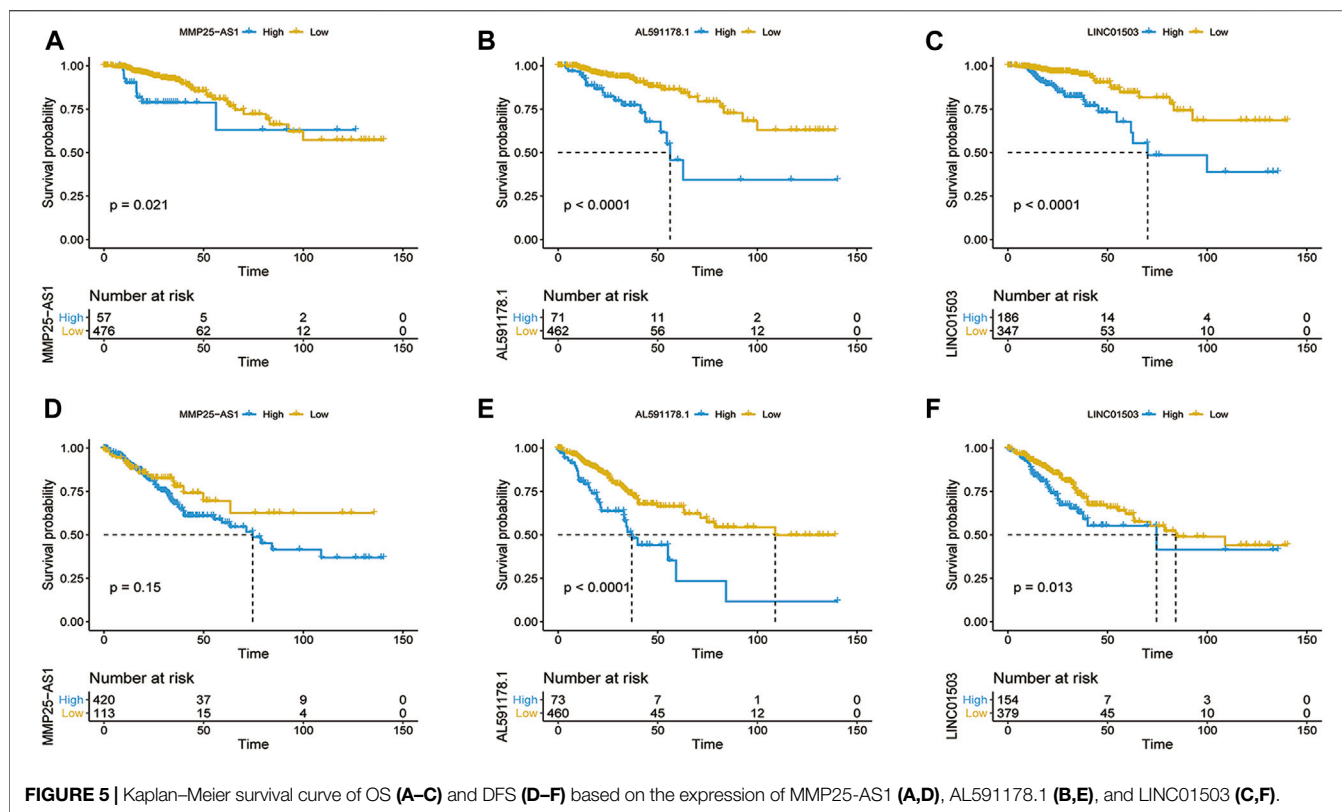 A
MMP25-AS1 High Low
Survival probability
1.00
0.75
0.50
0.25
0.00
p = 0.021
0 50 100 150
Time
Number at risk
MMP25-AS1
High 57 5 2 0
Low 476 62 12 0
0 50 100 150
Time
B
AL591178.1 High Low
Survival probability
1.00
0.75
0.50
0.25
0.00
p < 0.0001
0 50 100 150
Time
Number at risk
AL591178.1
High 71 11 2 0
Low 462 56 12 0
0 50 100 150
Time
C
LINC01503 High Low
Survival probability
1.00
0.75
0.50
0.25
0.00
p < 0.0001
0 50 100 150
Time
Number at risk
LINC01503
High 186 14 4 0
Low 347 53 10 0
0 50 100 150
Time
D
MMP25-AS1 High Low
Survival probability
1.00
0.75
0.50
0.25
0.00
p = 0.15
0 50 100 150
Time
Number at risk
MMP25-AS1
High 420 37 9 0
Low 113 15 4 0
0 50 100 150
Time
E
AL591178.1 High Low
Survival probability
1.00
0.75
0.50
0.25
0.00
p < 0.0001
0 50 100 150
Time
Number at risk
AL591178.1
High 73 7 1 0
Low 460 45 12 0
0 50 100 150
Time
F
LINC01503 High Low
Survival probability
1.00
0.75
0.50
0.25
0.00
p = 0.013
0 50 100 150
Time
Number at risk
LINC01503
High 154 7 3 0
Low 379 45 10 0
0 50 100 150
Time
FIGURE 5 | Kaplan–Meier survival curve of OS (A–C) and DFS (D–F) based on the expression of MMP25-AS1 (A,D), AL591178.1 (B,E), and LINC01503 (C,F).